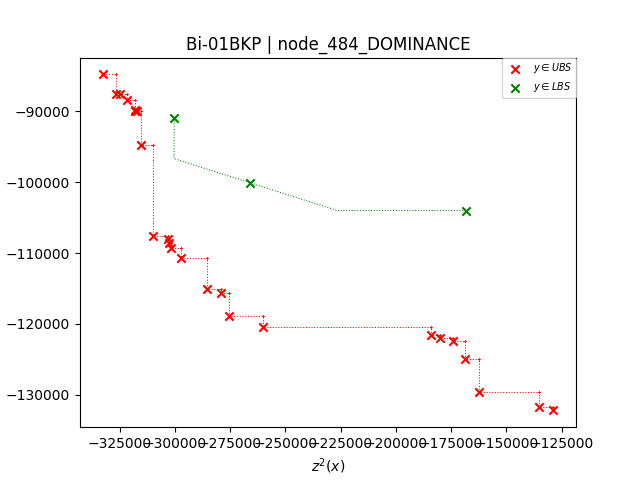 Bi-01BKP | node_484_DOMINANCE
y ∈ UBS
y ∈ LBS
−90000
−100000
−110000
−120000
−130000
−325000 −300000 −275000 −250000 −225000 −200000 −175000 −150000 −125000
z²(x)